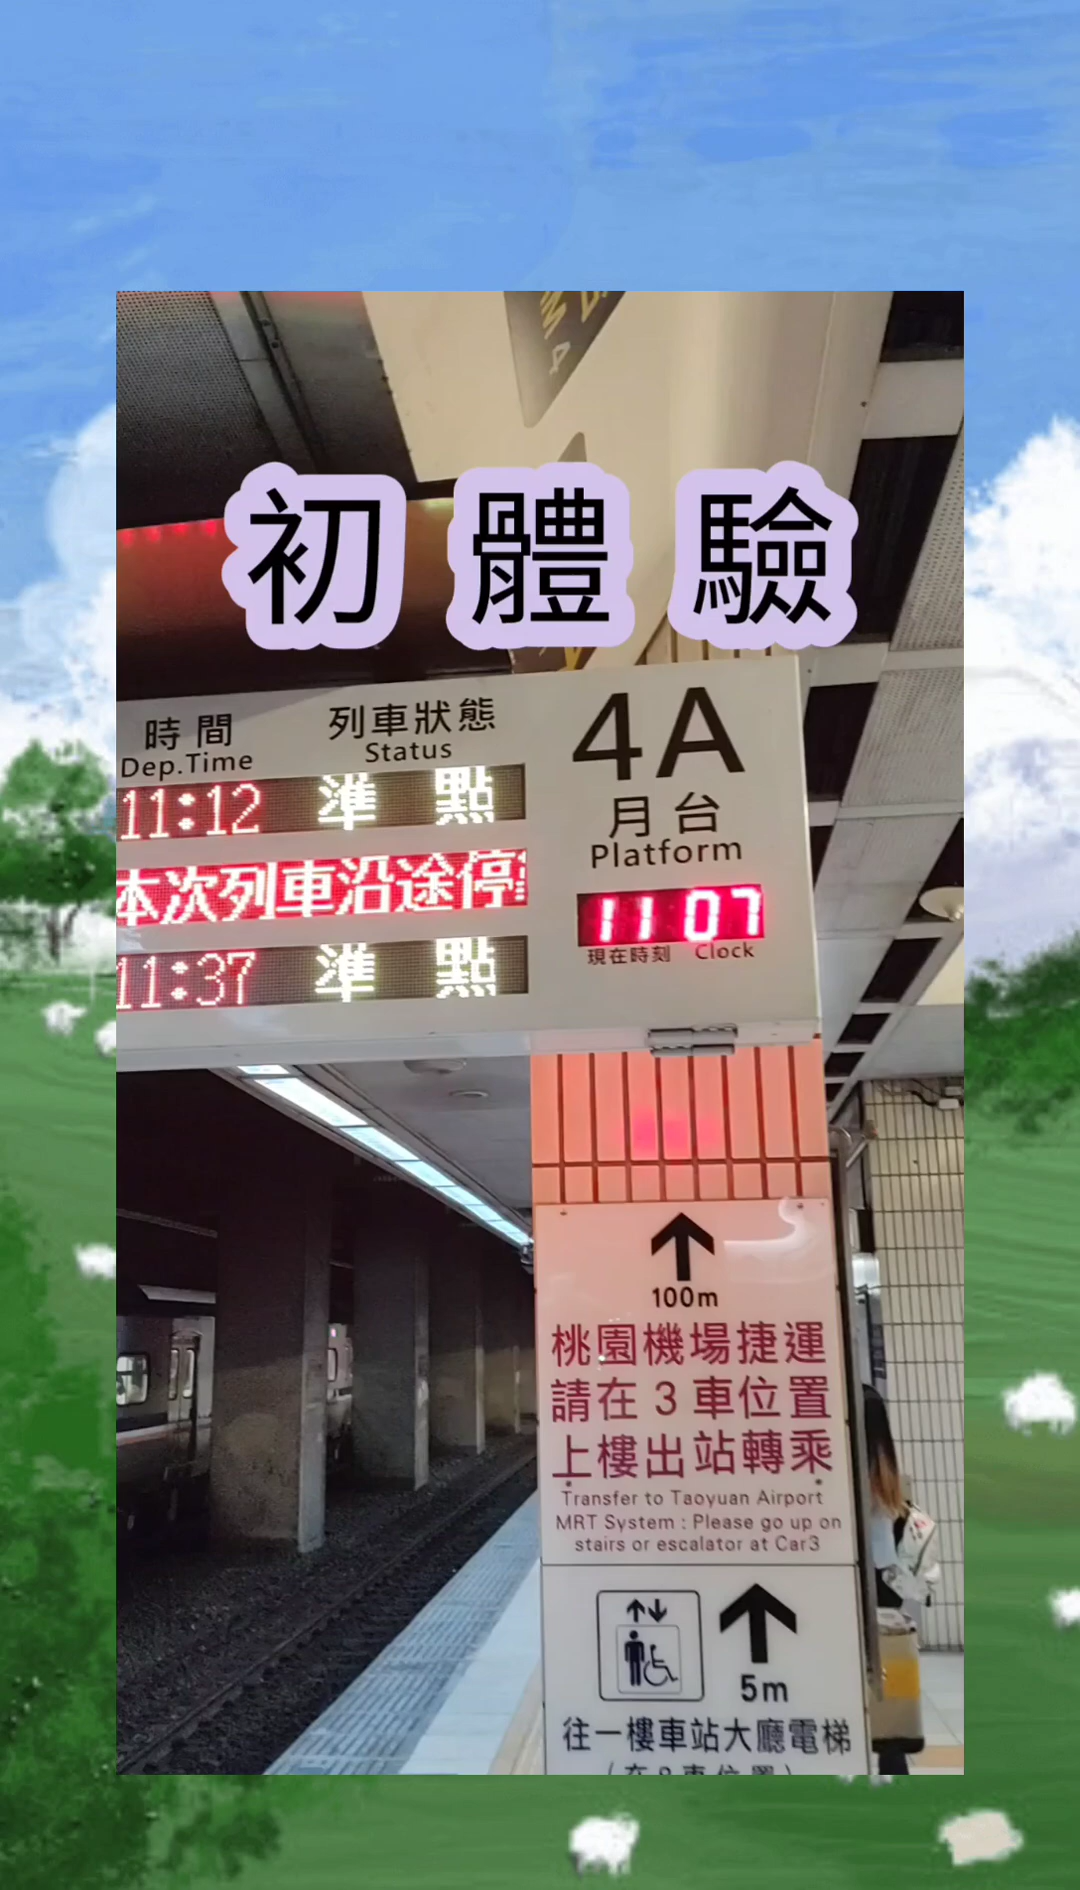 初體驗
時間 列車狀態 4A
Dep.Time Status
月台
Platform
11:12 準點
本次列車沿途停
11 07
現在時刻 Clock
11:37 準點
100m
桃園機場捷運
請在3車位置
上樓出站轉乘
Transfer to Taoyuan Airport
MRT System : Please go up on
stairs or escalator at Car3
5m
往一樓車站大廳電梯